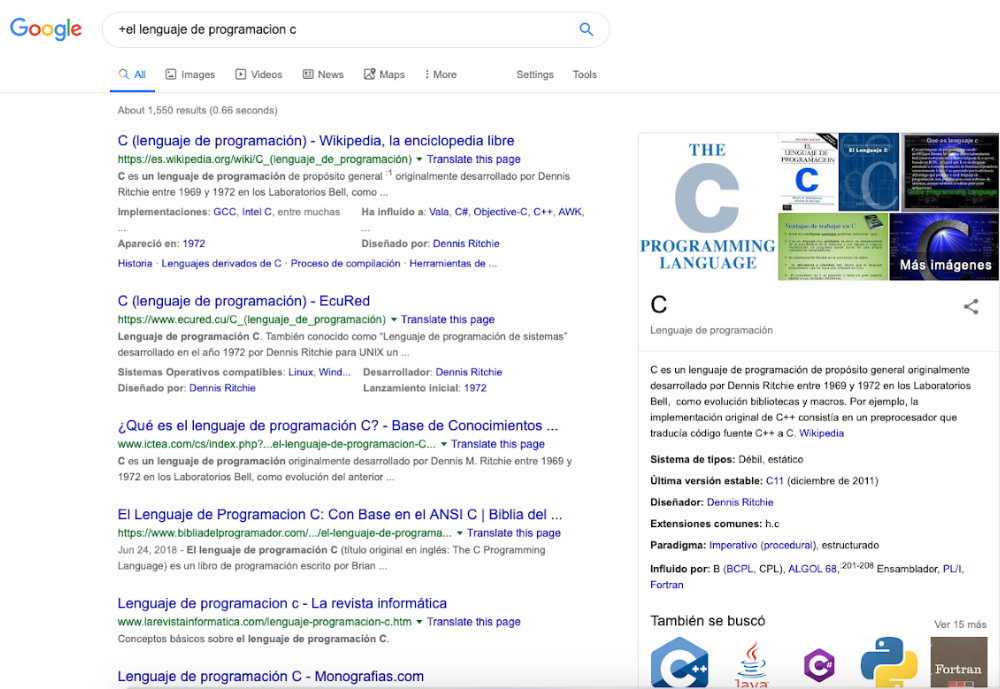 Google
+el lenguaje de programacion c
All
Images
Videos
News
Maps
More
Settings
Tools
About 1,550 results (0.66 seconds)
C (lenguaje de programación) - Wikipedia, la enciclopedia libre
https://es.wikipedia.org/wiki/C_(lenguaje_de_programación) Translate this page
C es un lenguaje de programación de propósito general :1 originalmente desarrollado por Dennis
Ritchie entre 1969 y 1972 en los Laboratorios Bell, como ...
Implementaciones: GCC, Intel C, entre muchas
...
Ha influido a: Vala, C#, Objective-C, C++, AWK,
...
Apareció en: 1972
Diseñado por: Dennis Ritchie
Historia · Lenguajes derivados de C · Proceso de compilación · Herramientas de ...
C (lenguaje de programación) - EcuRed
https://www.ecured.cu/C_(lenguaje_de_programación) Translate this page
Lenguaje de programación C. También conocido como "Lenguaje de programación de sistemas"
desarrollado en el año 1972 por Dennis Ritchie para UNIX un ...
Sistemas Operativos compatibles: Linux, Wind...
Desarrollador: Dennis Ritchie
Diseñado por: Dennis Ritchie
Lanzamiento inicial: 1972
¿Qué es el lenguaje de programación C? - Base de Conocimientos ...
www.ictea.com/cs/index.php?...el-lenguaje-de-programacion-C... Translate this page
C es un lenguaje de programación originalmente desarrollado por Dennis M. Ritchie entre 1969 y
1972 en los Laboratorios Bell, como evolución del anterior ...
El Lenguaje de Programacion C: Con Base en el ANSI C | Biblia del ...
https://www.bibliadelprogramador.com/.../el-lenguaje-de-programa... Translate this page
Jun 24, 2018 - El lenguaje de programación C (título original en inglés: The C Programming
Language) es un libro de programación escrito por Brian ...
Lenguaje de programacion c - La revista informática
www.larevistainformatica.com/lenguaje-programacion-c.htm Translate this page
Conceptos básicos sobre el lenguaje de programación C.
Lenguaje de programación C - Monografias.com
THE
C
PROGRAMMING
LANGUAGE
EL
LENGUAJE DE
PROGRAMACION
C
El Lenguaje C
Que es lenguaje c
Ventajas de trabajar en C
Más imágenes
C
Lenguaje de programación
C es un lenguaje de programación de propósito general originalmente
desarrollado por Dennis Ritchie entre 1969 y 1972 en los Laboratorios
Bell, como evolución bibliotecas y macros. Por ejemplo, la
implementación original de C++ consistía en un preprocesador que
traducía código fuente C++ a C. Wikipedia
Sistema de tipos: Débil, estático
Última versión estable: C11 (diciembre de 2011)
Diseñador: Dennis Ritchie
Extensiones comunes: h.c
Paradigma: Imperativo (procedural), estructurado
Influido por: B (BCPL, CPL), ALGOL 68,:201-208 Ensamblador, PL/I,
Fortran
También se buscó
Ver 15 más
C++
Java
C#
Fortran